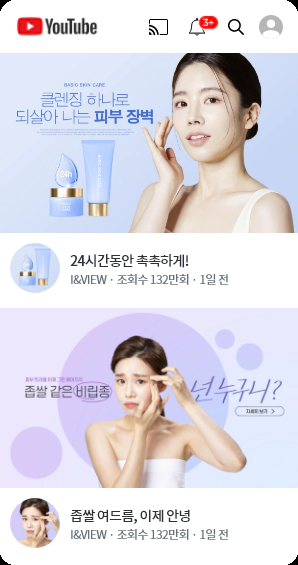 YouTube
3+
BASIC SKIN CARE
클렌징 하나로
되살아 나는 피부 장벽
24h
24시간동안 촉촉하게!
I&VIEW · 조회수 132만회 · 1일 전
좁쌀 같은 비립종
넌 누구니?
자세히 보기 >
좁쌀 여드름, 이제 안녕
I&VIEW · 조회수 132만회 · 1일 전